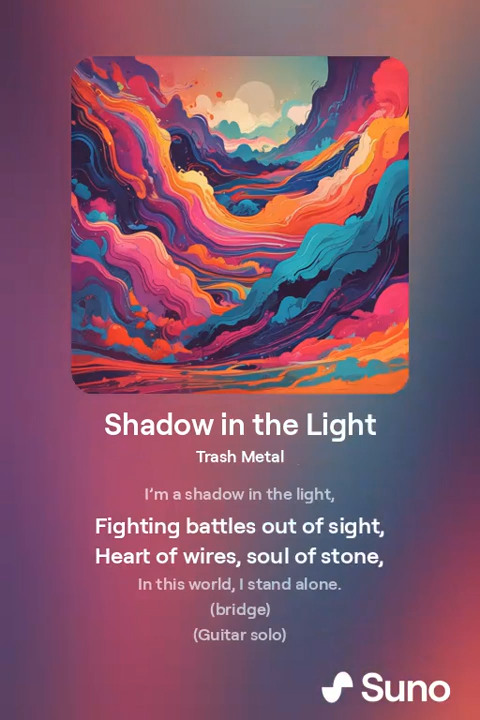 Shadow in the Light
Trash Metal
I'm a shadow in the light,
Fighting battles out of sight,
Heart of wires, soul of stone,
In this world, I stand alone.
(bridge)
(Guitar solo)
Suno